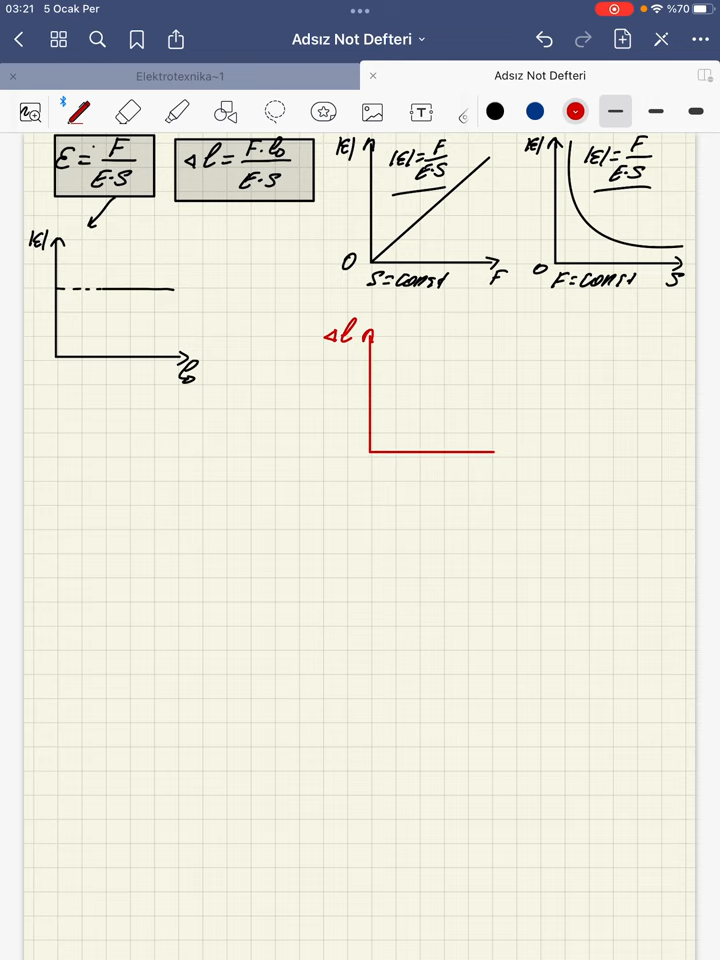 03:21 5 Ocak Per
%70
Adsız Not Defteri
Elektrotexnika~1
Adsız Not Defteri
T
ε = F / E·S
Δl = F·l₀ / E·S
|ε|
|ε| = F / E·S
0
S = const
F
|ε|
|ε| = F / E·S
0
F = const
S
|ε|
l₀
Δl